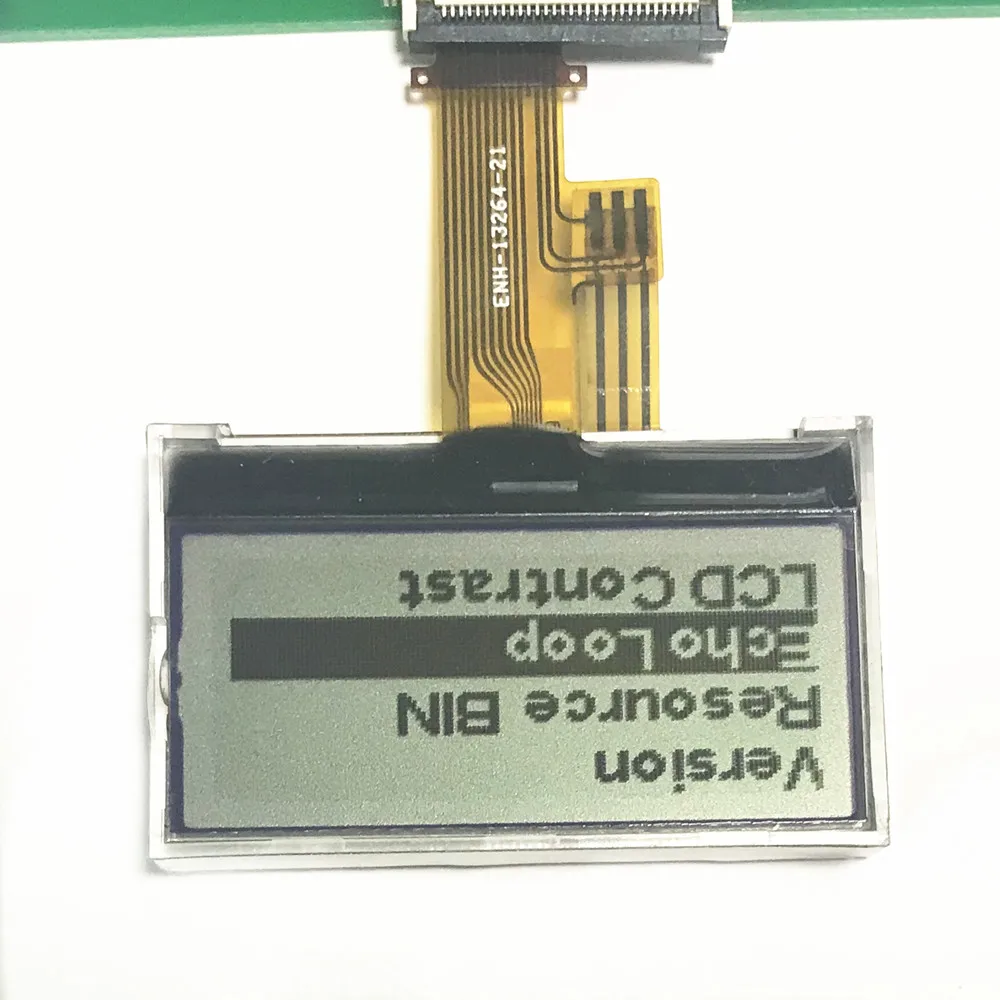 ENH-13264-21
Version
Resource BIN
Echo Loop
LCD Contrast